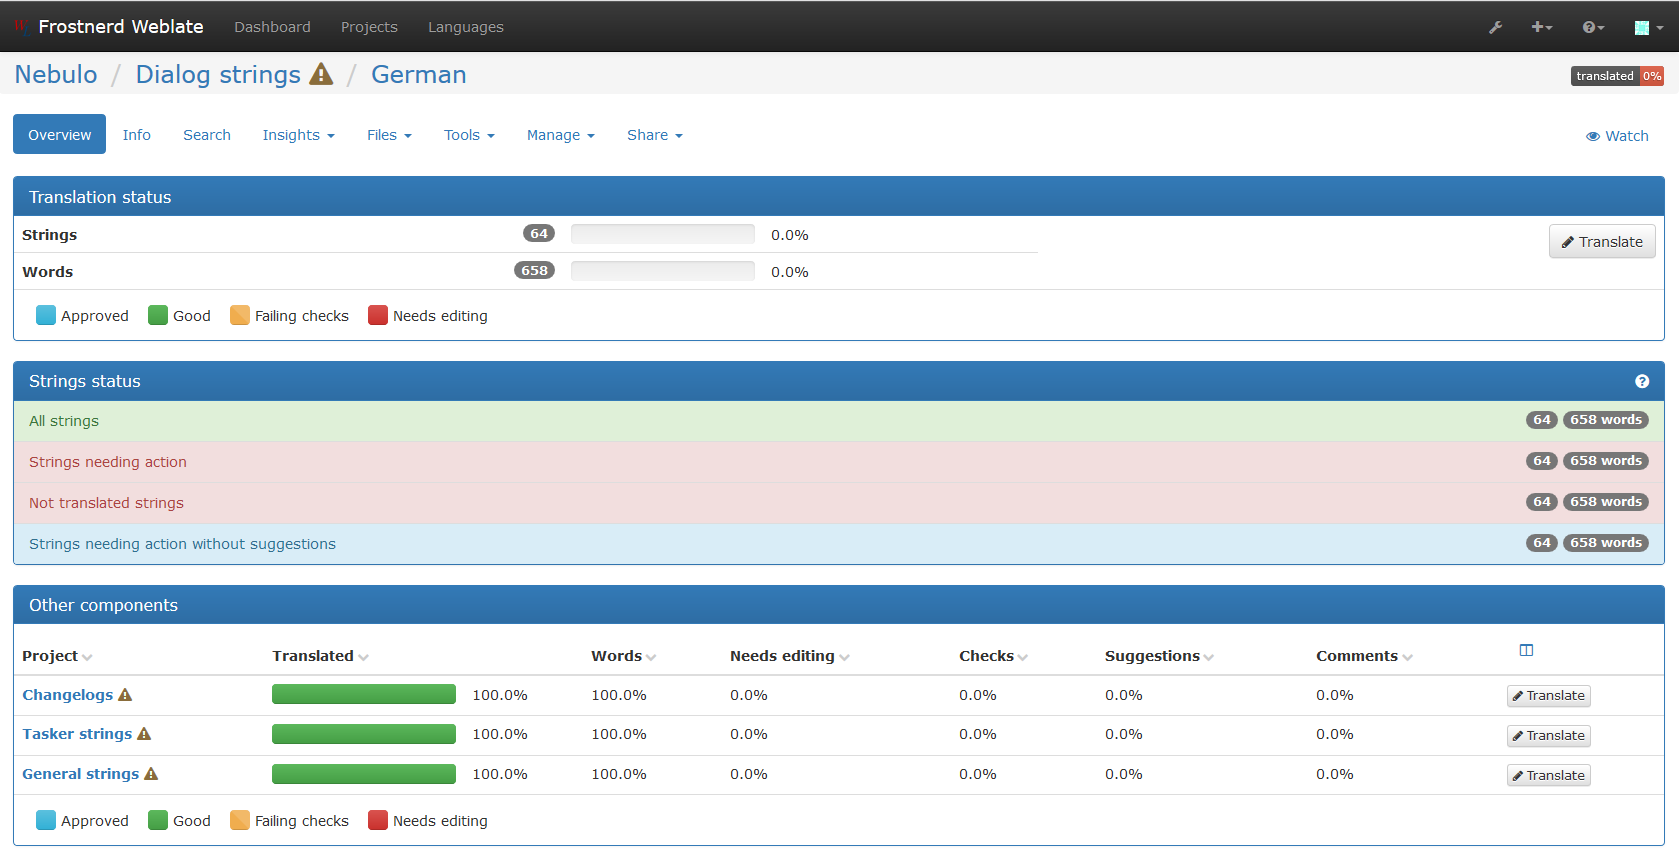 Frostnerd Weblate Dashboard Projects Languages
Nebulo / Dialog strings / German translated 0%
Overview Info Search Insights Files Tools Manage Share Watch
Translation status
Strings 64 0.0% Translate
Words 658 0.0%
Approved Good Failing checks Needs editing
Strings status
All strings 64 658 words
Strings needing action 64 658 words
Not translated strings 64 658 words
Strings needing action without suggestions 64 658 words
Other components
Project Translated Words Needs editing Checks Suggestions Comments
Changelogs 100.0% 100.0% 0.0% 0.0% 0.0% 0.0% Translate
Tasker strings 100.0% 100.0% 0.0% 0.0% 0.0% 0.0% Translate
General strings 100.0% 100.0% 0.0% 0.0% 0.0% 0.0% Translate
Approved Good Failing checks Needs editing